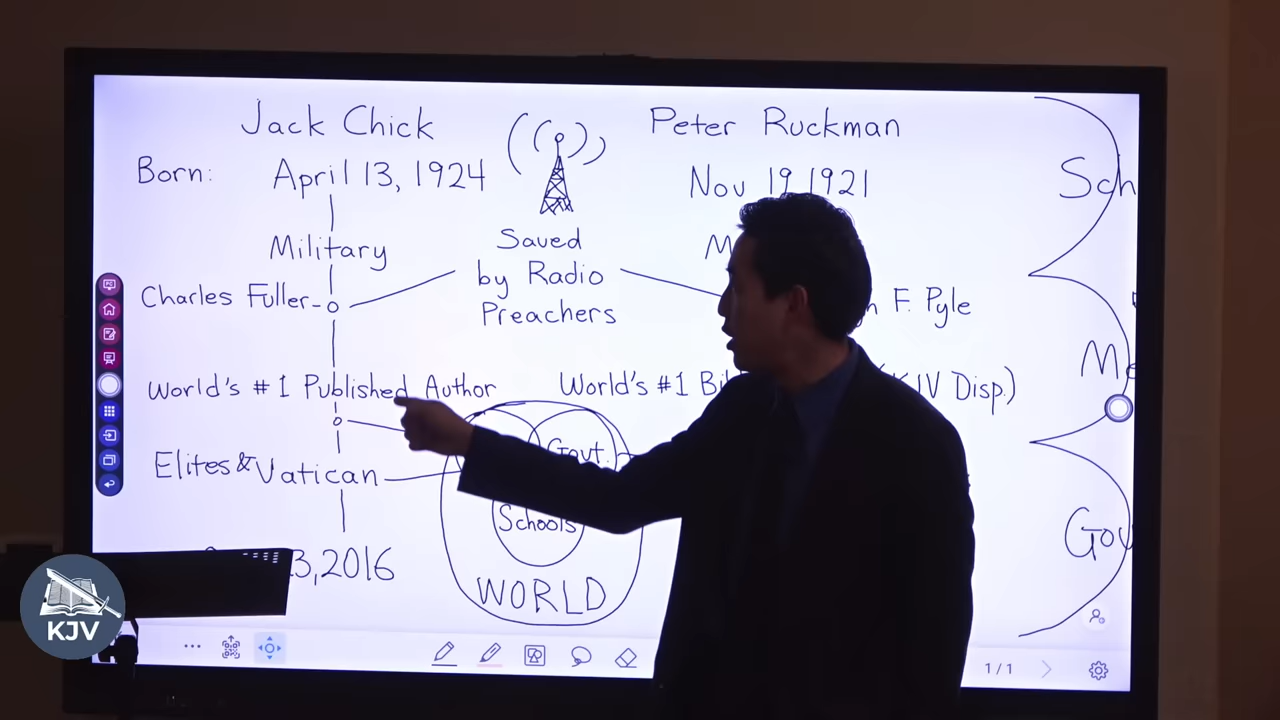 Jack Chick
Peter Ruckman
Born: April 13, 1924
Nov 19 1921
Military
Saved
by Radio
Preachers
Charles Fuller
F. Pyle
World's #1 Published Author
World's #1
KJV Disp.)
Govt.
Elites & Vatican
Schools
3, 2016
WORLD
KJV
1/1